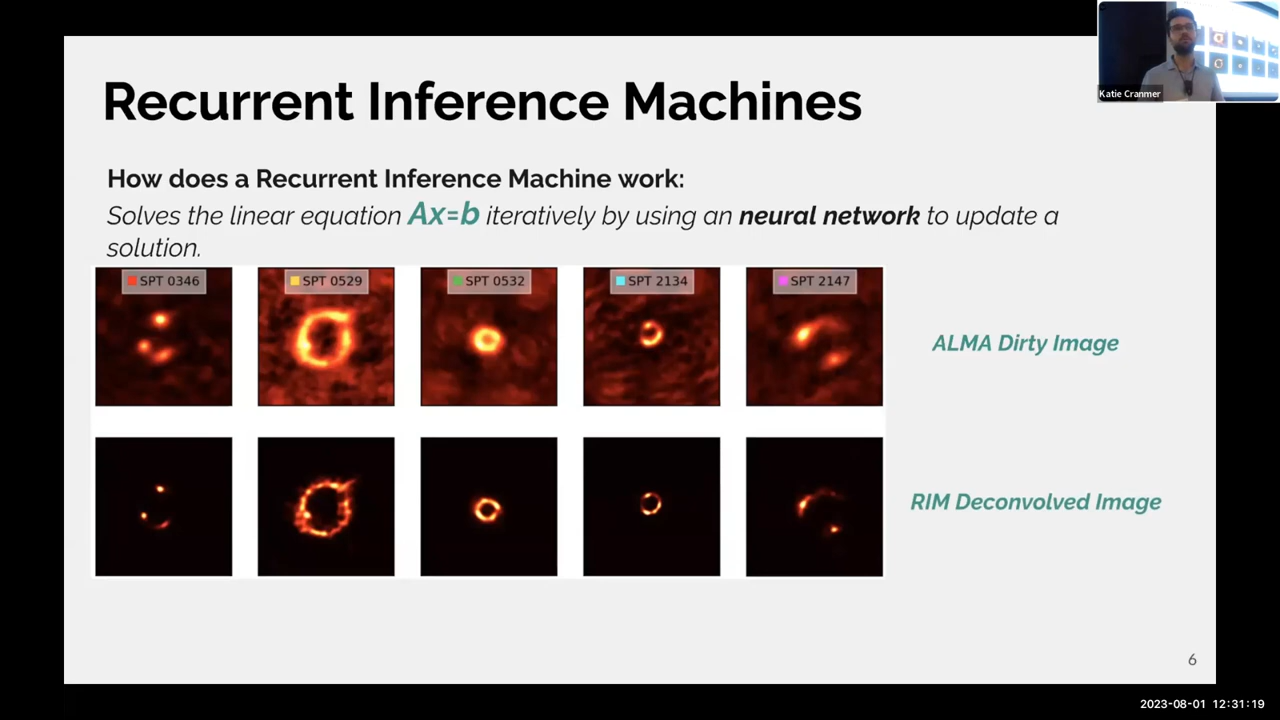 Recurrent Inference Machines
Katie Cranmer
How does a Recurrent Inference Machine work:
Solves the linear equation Ax=b iteratively by using an neural network to update a
solution.
SPT 0346
SPT 0529
SPT 0532
SPT 2134
SPT 2147
ALMA Dirty Image
RIM Deconvolved Image
6
2023-08-01 12:31:19